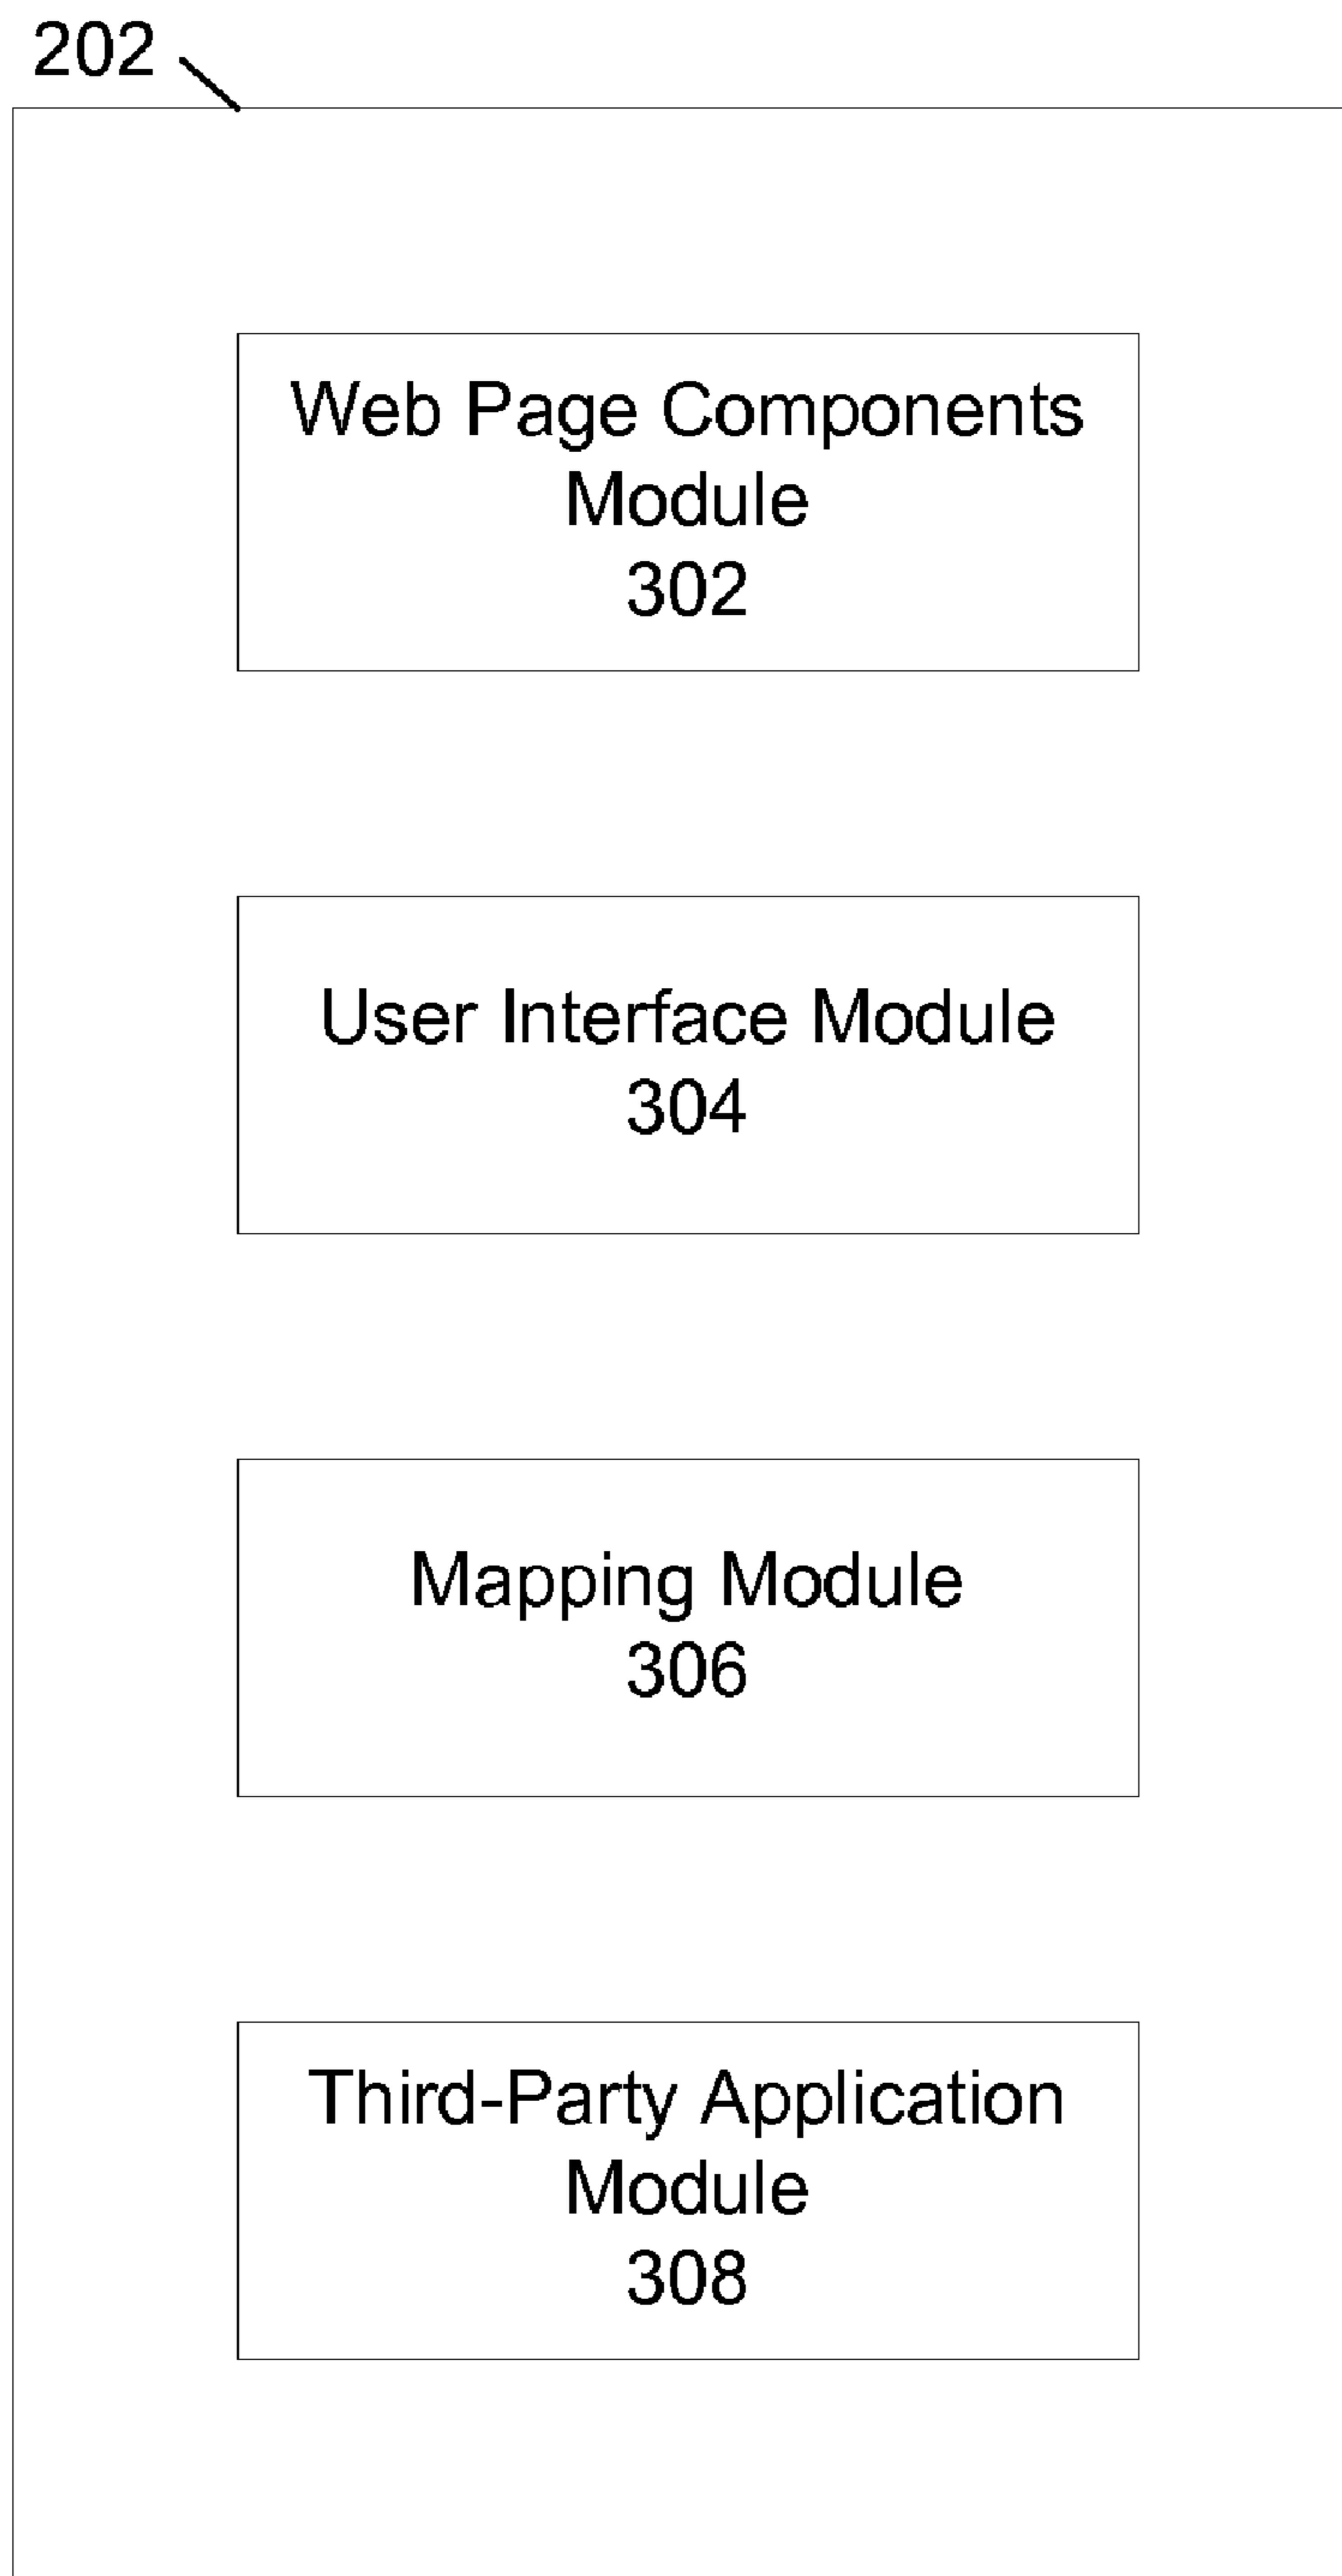 202
Web Page Components
Module
302
User Interface Module
304
Mapping Module
306
Third-Party Application
Module
308